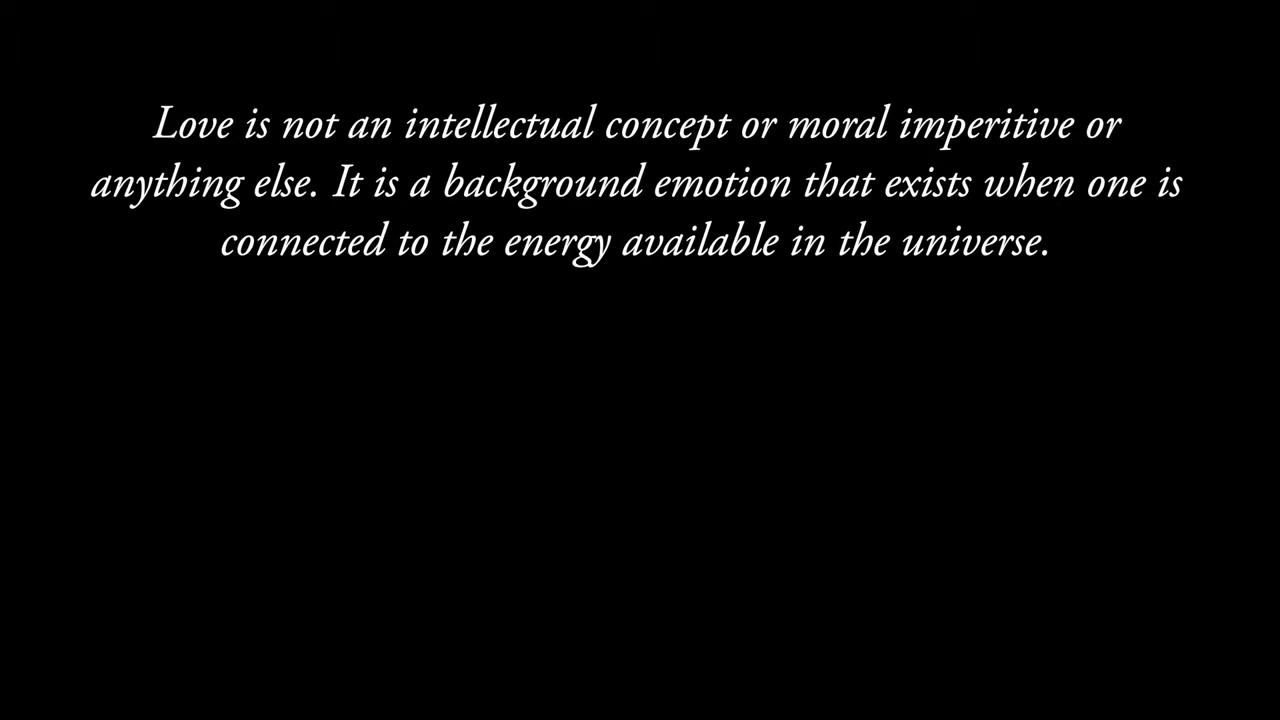 Love is not an intellectual concept or moral imperitive or
anything else. It is a background emotion that exists when one is
connected to the energy available in the universe.